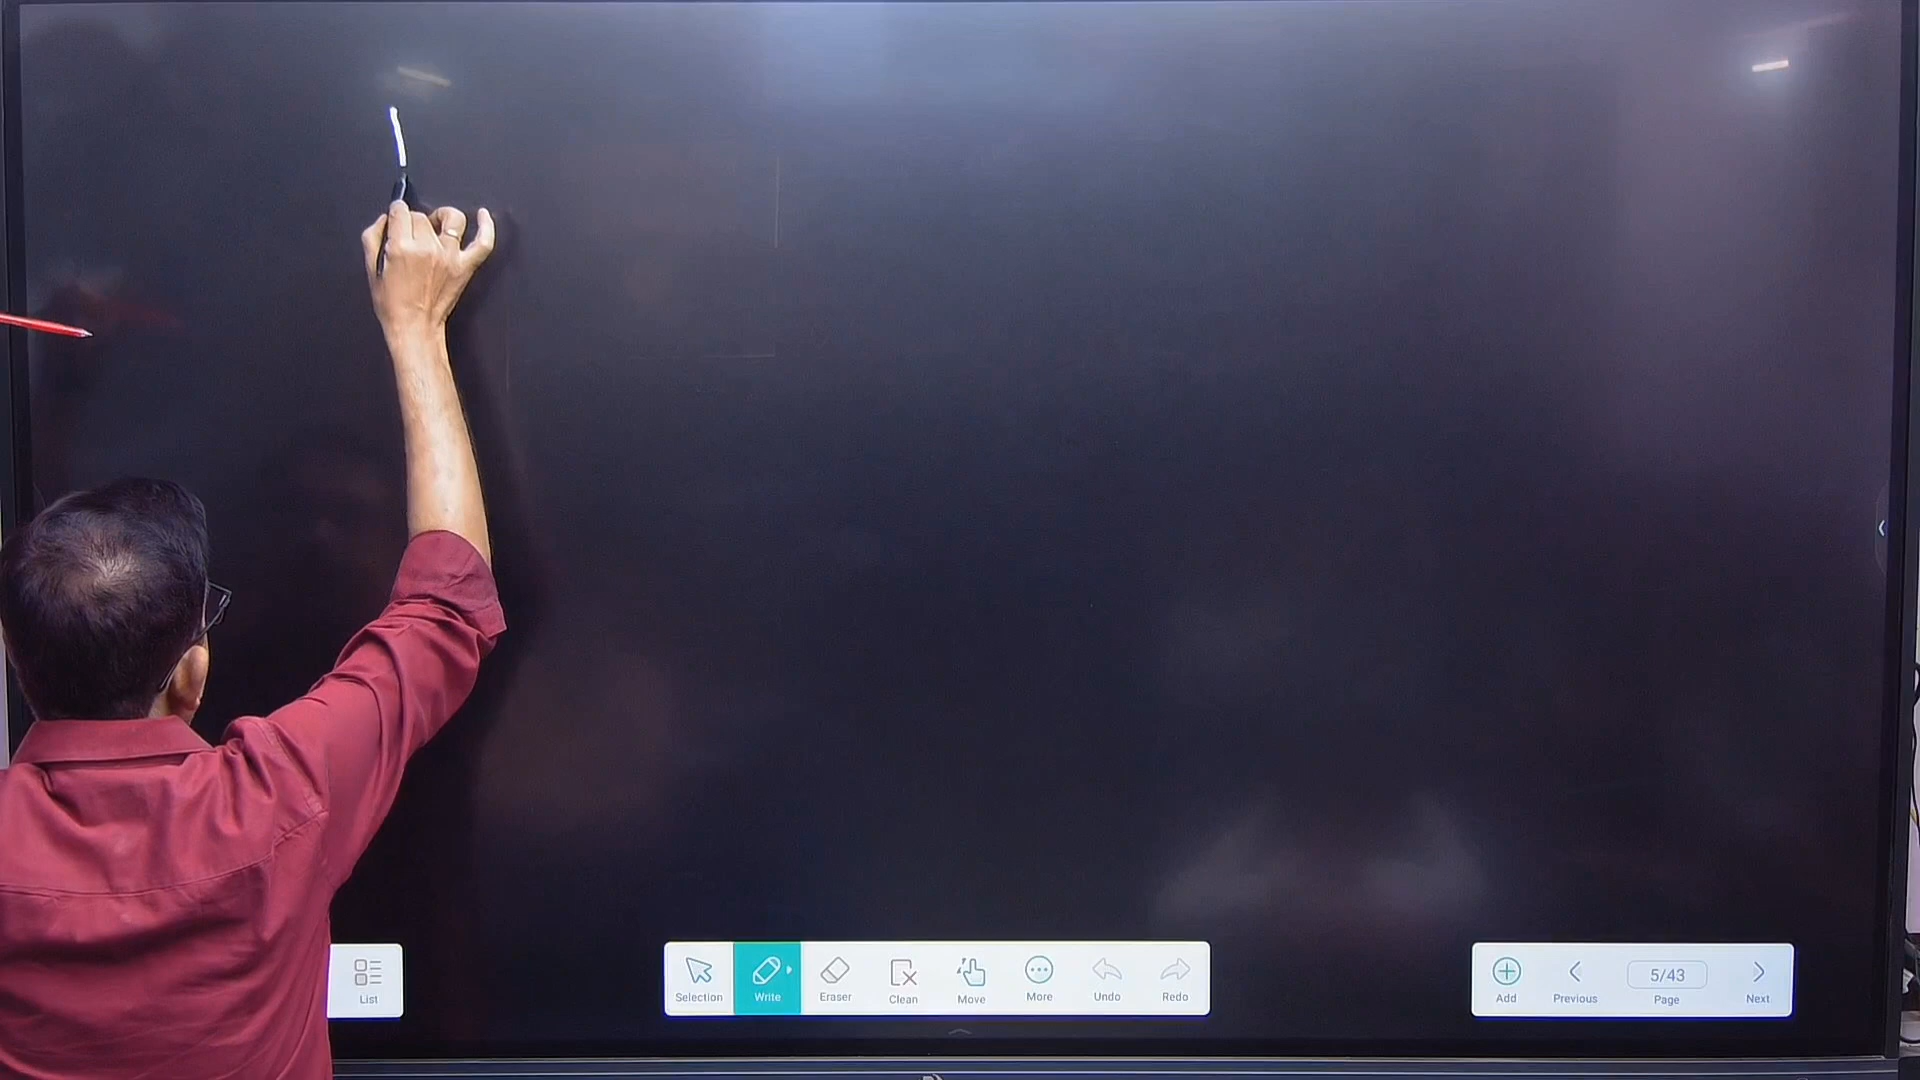 List
Selection Write Eraser Clean Move More Undo Redo
Add Previous 5/43 Page Next